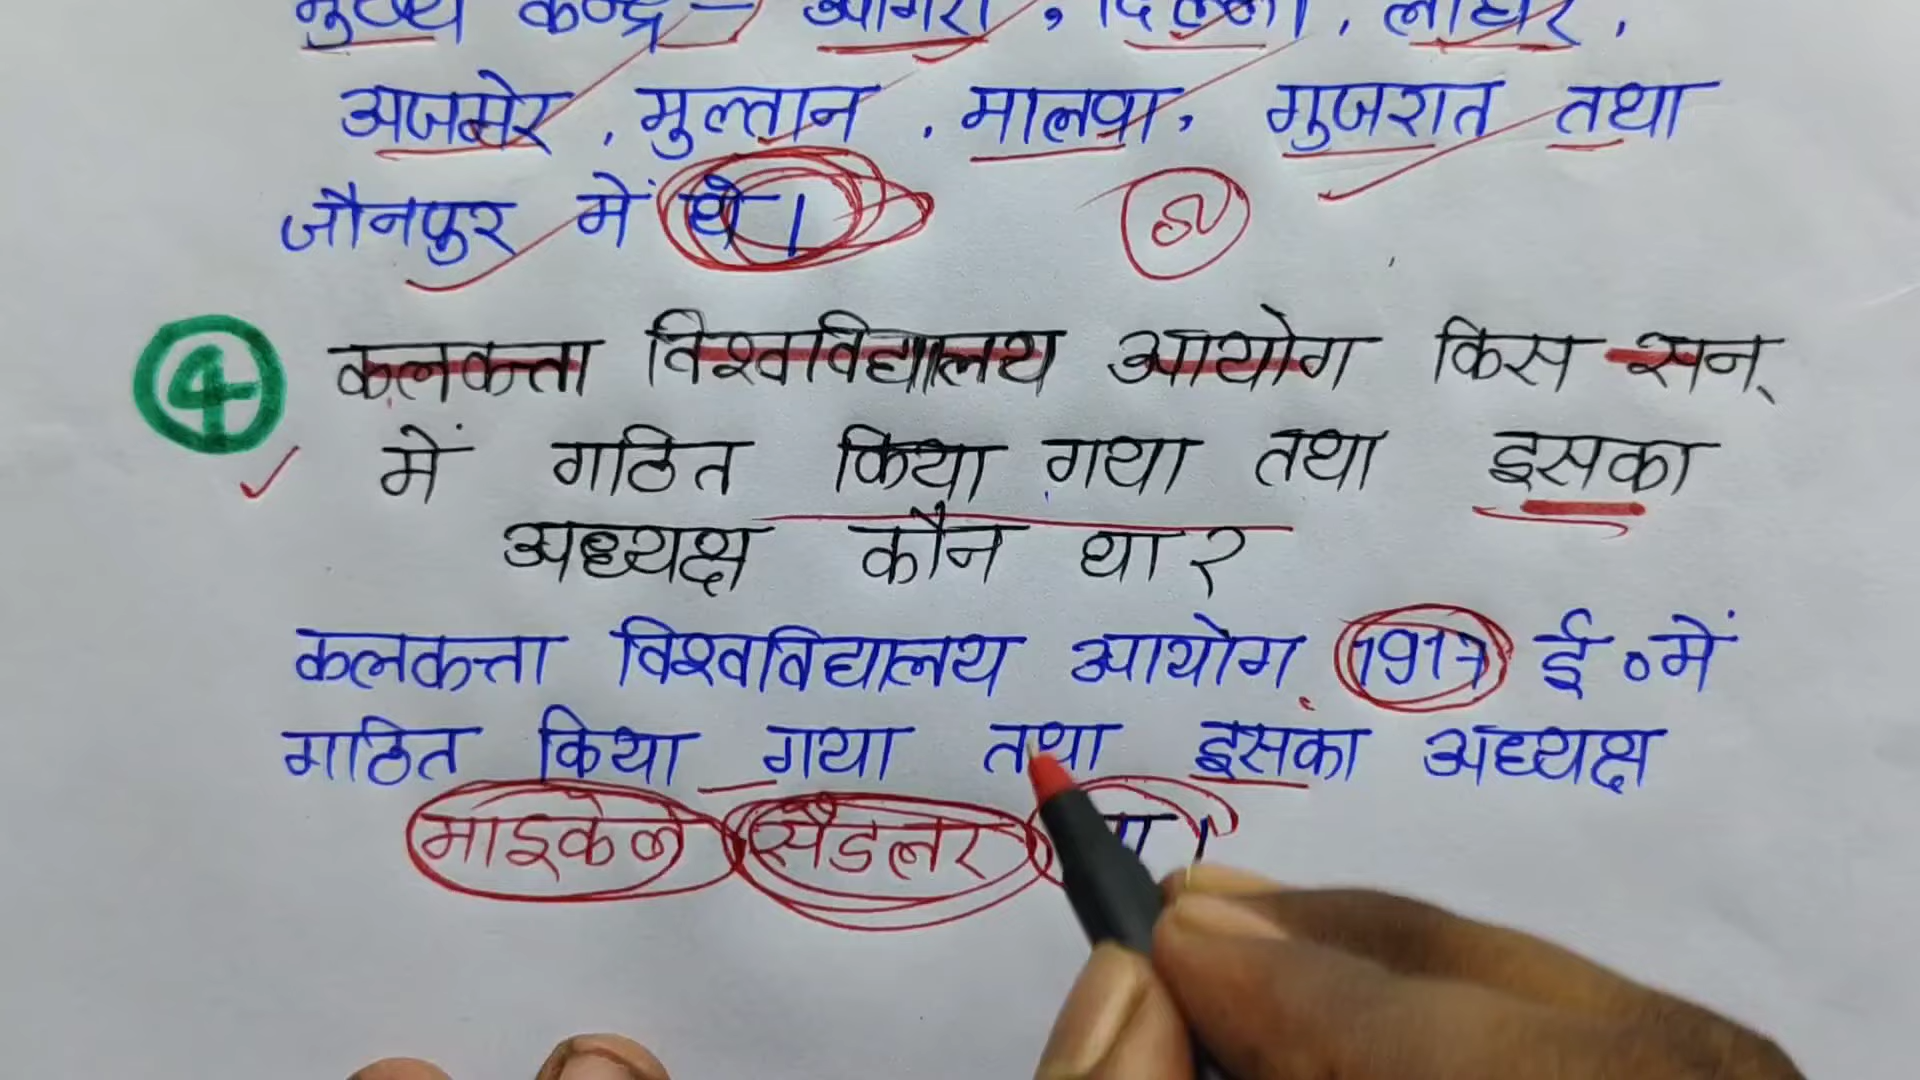 मुख्य केन्द्र – आगरा, दिल्ली, लाहौर,
अजमेर, मुल्तान, मालवा, गुजरात तथा
जौनपुर में थे।
④ कलकत्ता विश्वविद्यालय आयोग किस सन्
में गठित किया गया तथा इसका
अध्यक्ष कौन था ?
कलकत्ता विश्वविद्यालय आयोग 1917 ई॰ में
गठित किया गया तथा इसका अध्यक्ष
माइकेल सैडलर था।